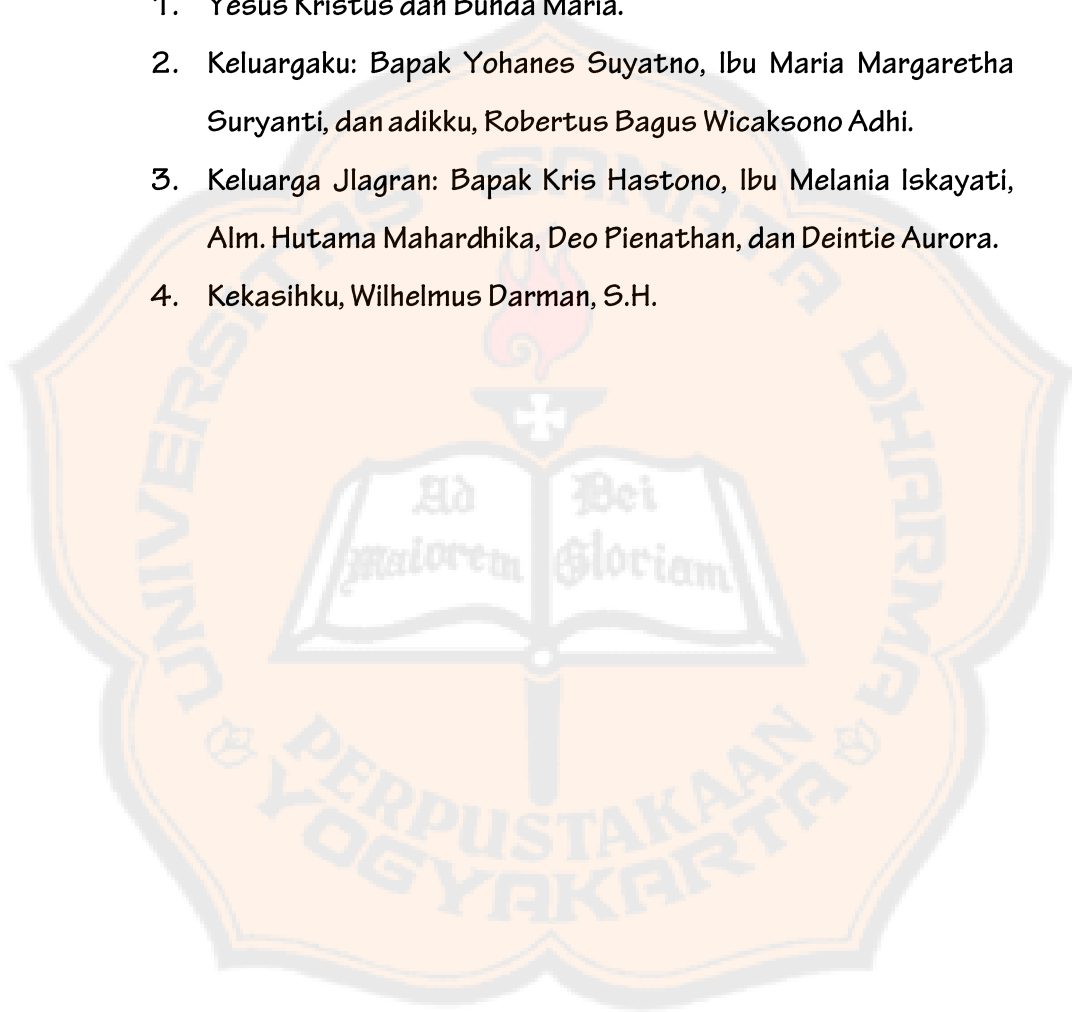 1. Yesus Kristus dan Bunda Maria.
2. Keluargaku: Bapak Yohanes Suyatno, Ibu Maria Margaretha
Suryanti, dan adikku, Robertus Bagus Wicaksono Adhi.
3. Keluarga Jlagran: Bapak Kris Hastono, Ibu Melania Iskayati,
Alm. Hutama Mahardhika, Deo Pienathan, dan Deintie Aurora.
4. Kekasihku, Wilhelmus Darman, S.H.
UNIVERSITAS SANATA DHARMA
Ad Dei
Maiorem Gloriam
PERPUSTAKAAN
YOGYAKARTA